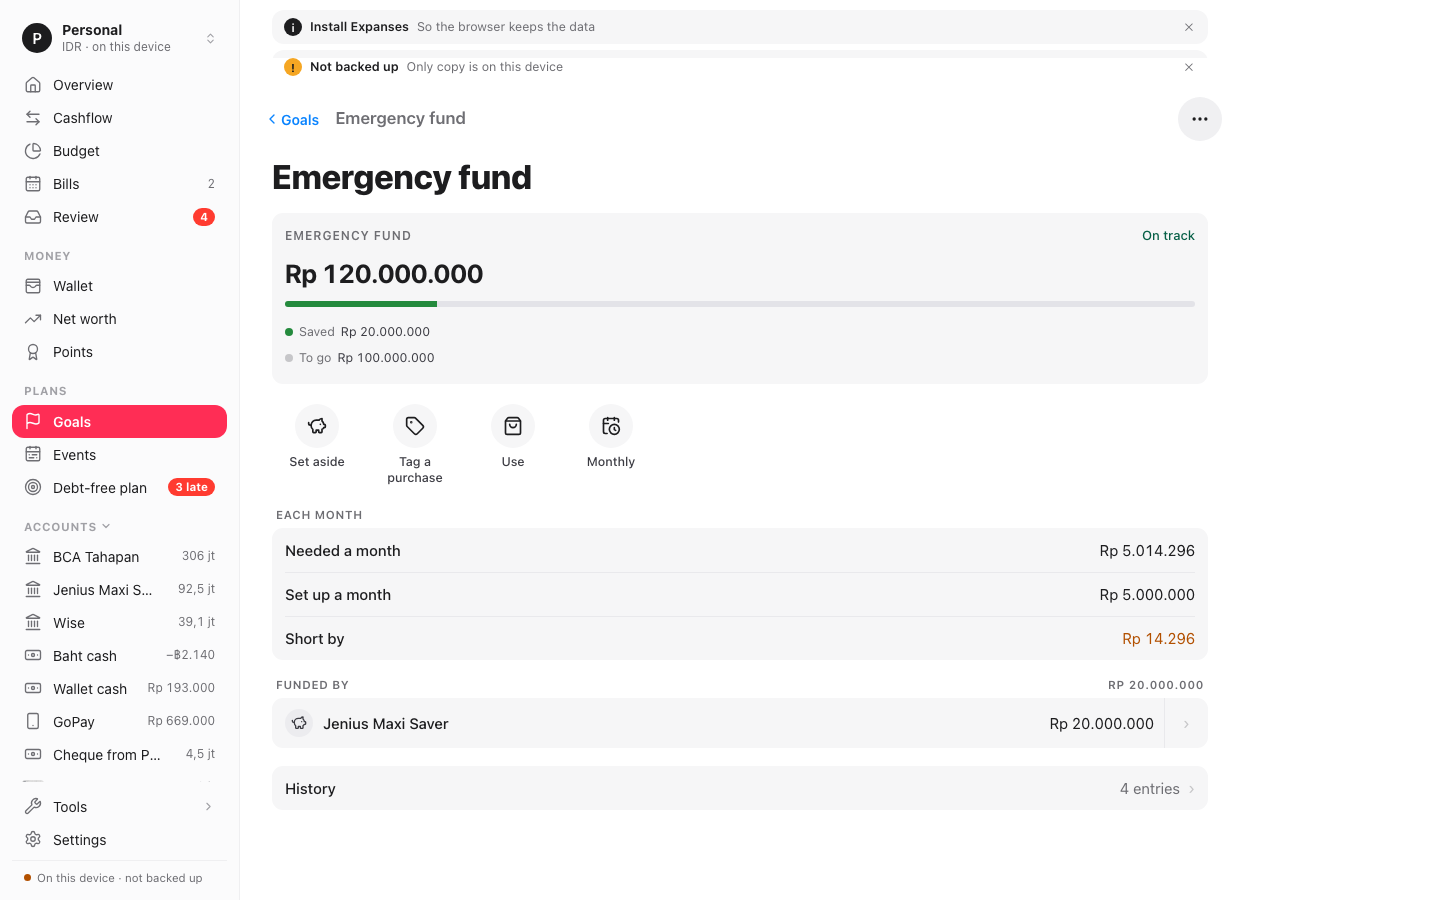 P
Personal
IDR · on this device
Overview
Cashflow
Budget
Bills 2
Review 4
MONEY
Wallet
Net worth
Points
PLANS
Goals
Events
Debt-free plan 3 late
ACCOUNTS
BCA Tahapan 306 jt
Jenius Maxi S... 92,5 jt
Wise 39,1 jt
Baht cash −฿2.140
Wallet cash Rp 193.000
GoPay Rp 669.000
Cheque from P... 4,5 jt
Tools
Settings
On this device · not backed up
Install Expanses So the browser keeps the data
Not backed up Only copy is on this device
Goals Emergency fund
Emergency fund
EMERGENCY FUND On track
Rp 120.000.000
Saved Rp 20.000.000
To go Rp 100.000.000
Set aside
Tag a
purchase
Use
Monthly
EACH MONTH
Needed a month Rp 5.014.296
Set up a month Rp 5.000.000
Short by Rp 14.296
FUNDED BY RP 20.000.000
Jenius Maxi Saver Rp 20.000.000
History 4 entries